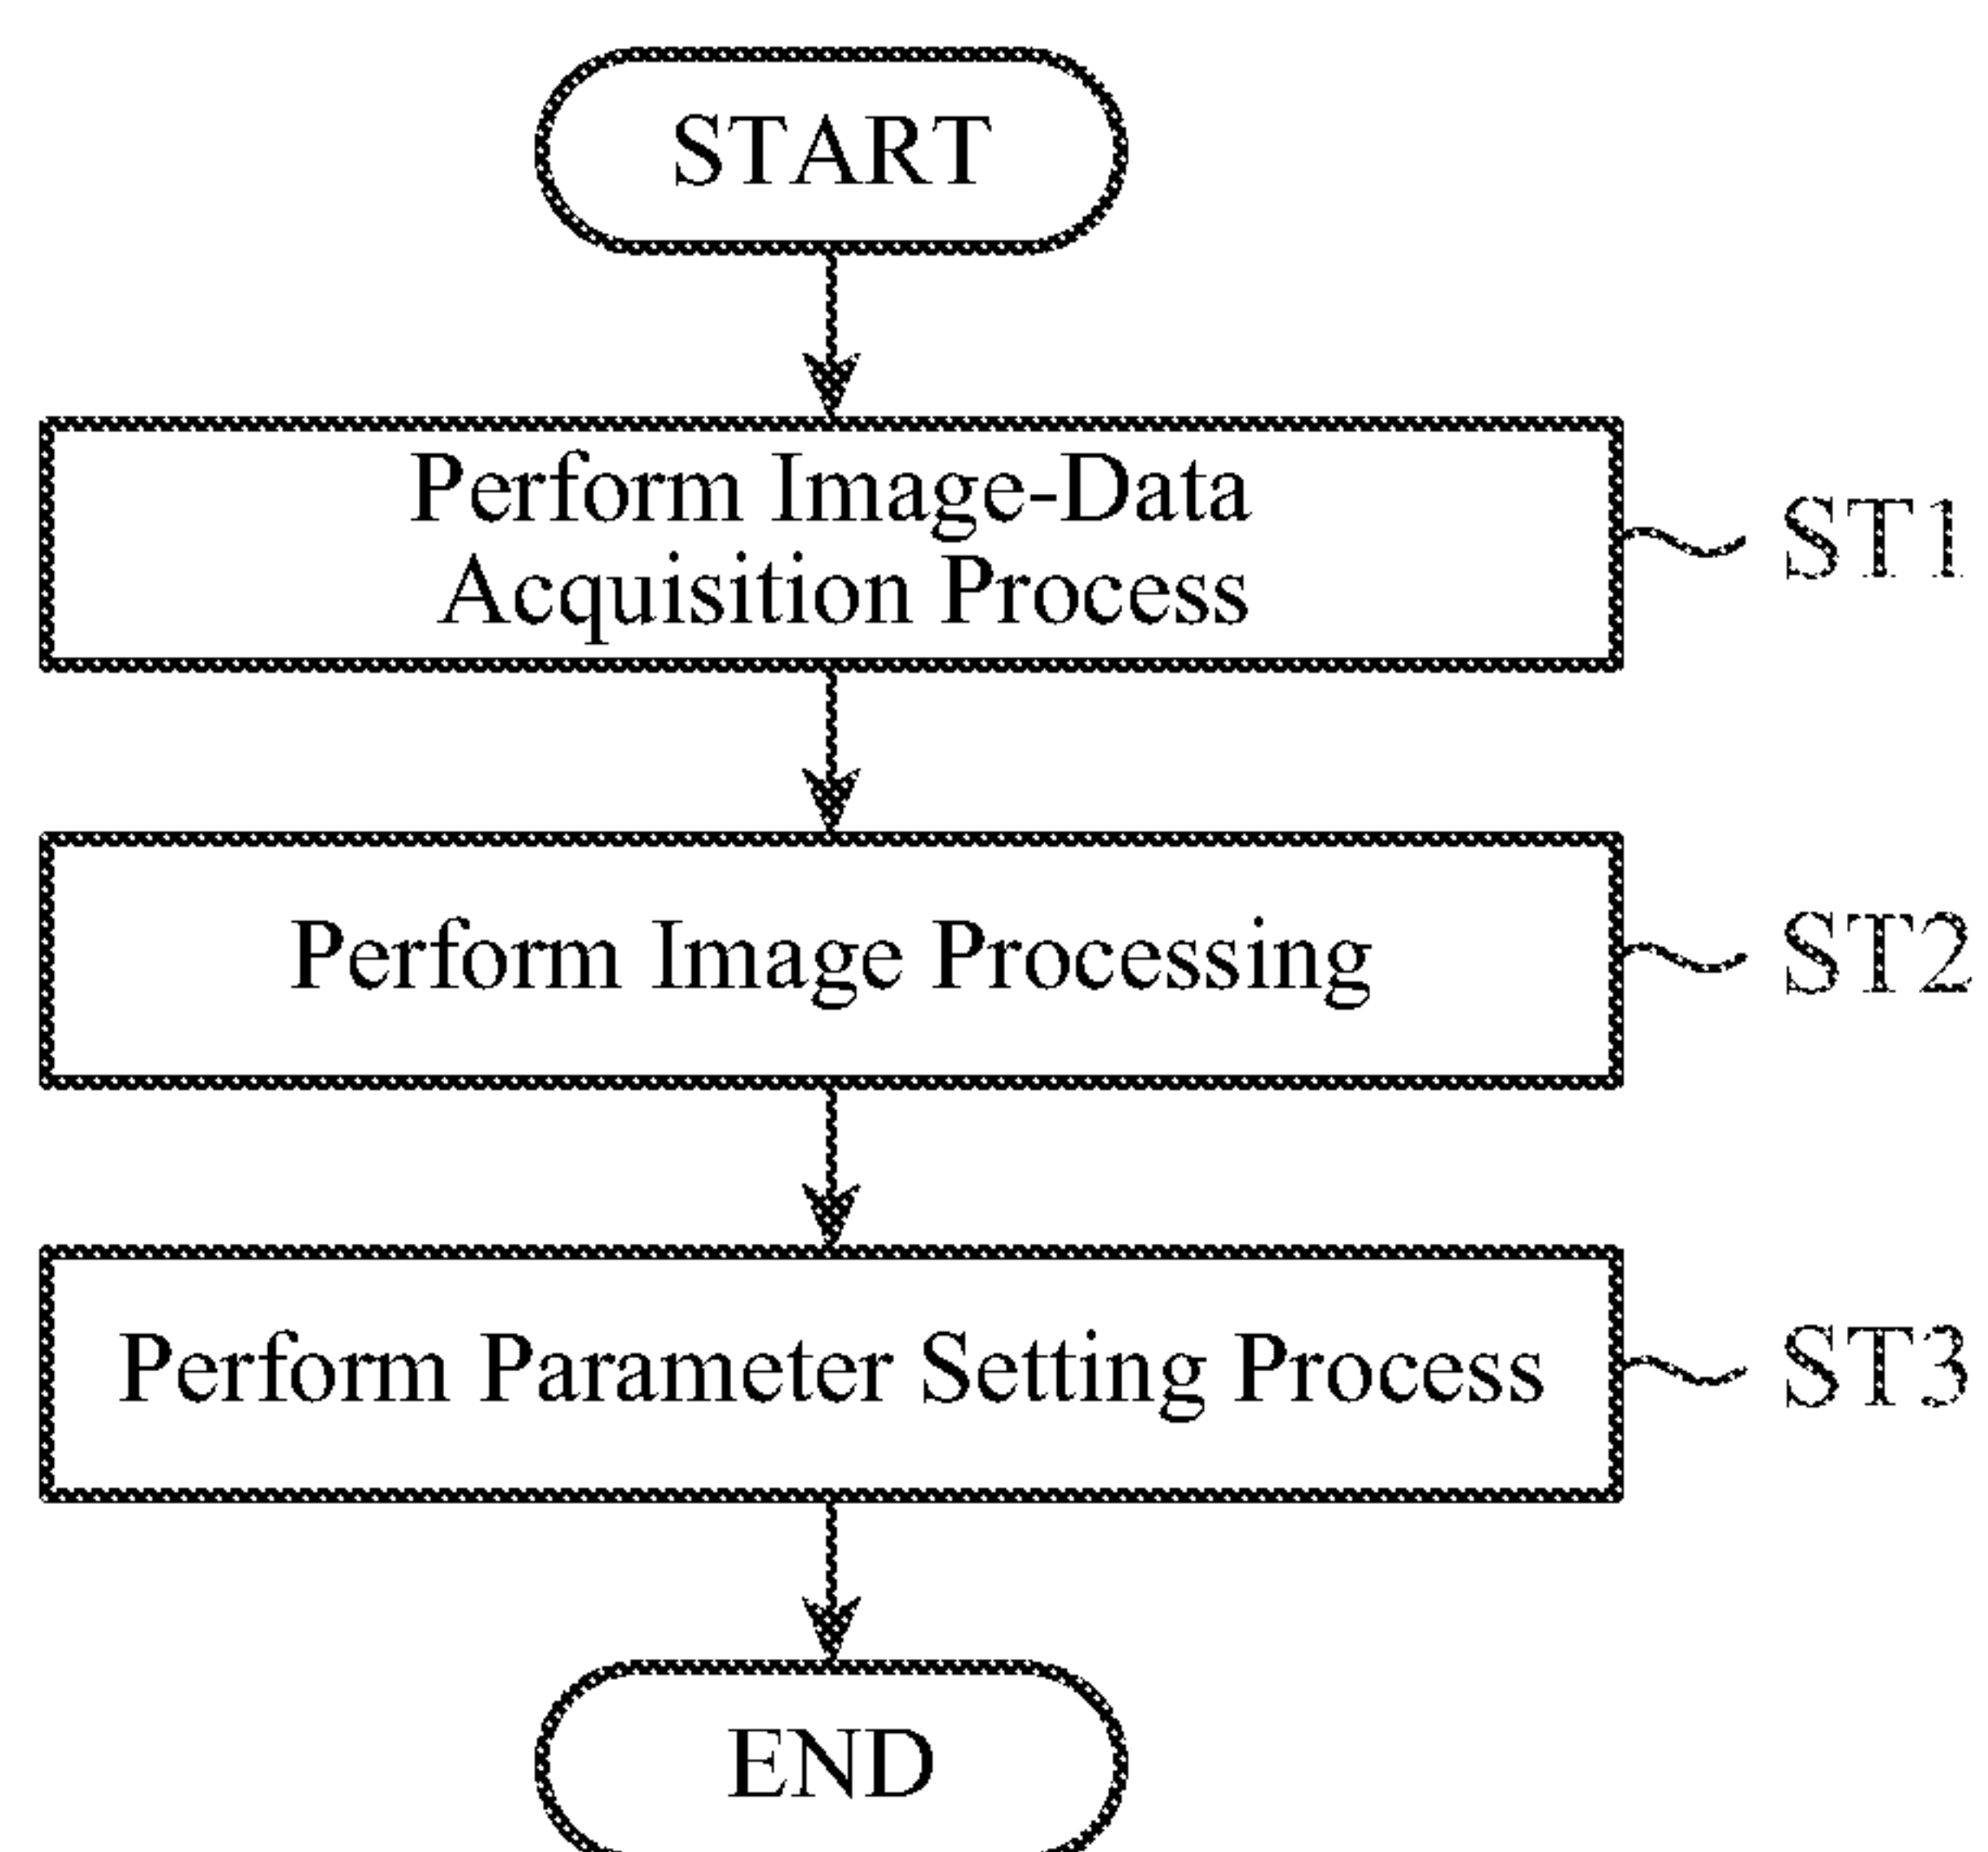 START
Perform Image-Data
Acquisition Process
ST1
Perform Image Processing
ST2
Perform Parameter Setting Process
ST3
END